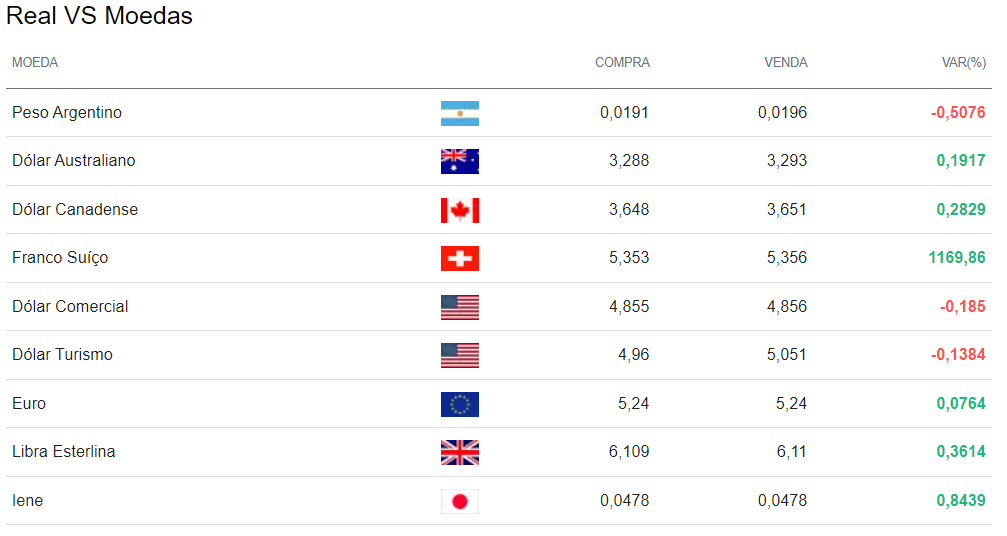 Real VS Moedas
MOEDA COMPRA VENDA VAR(%)
Peso Argentino 0,0191 0,0196 -0,5076
Dólar Australiano 3,288 3,293 0,1917
Dólar Canadense 3,648 3,651 0,2829
Franco Suíço 5,353 5,356 1169,86
Dólar Comercial 4,855 4,856 -0,185
Dólar Turismo 4,96 5,051 -0,1384
Euro 5,24 5,24 0,0764
Libra Esterlina 6,109 6,11 0,3614
Iene 0,0478 0,0478 0,8439